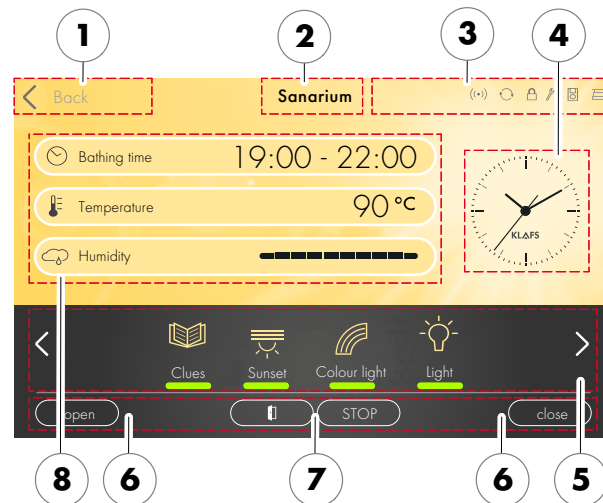 1 2 3 4
Back Sanarium
Bathing time 19:00 - 22:00
Temperature 90 °C
KLAFS
Humidity
Clues Sunset Colour light Light
open STOP close
8 6 7 6 5